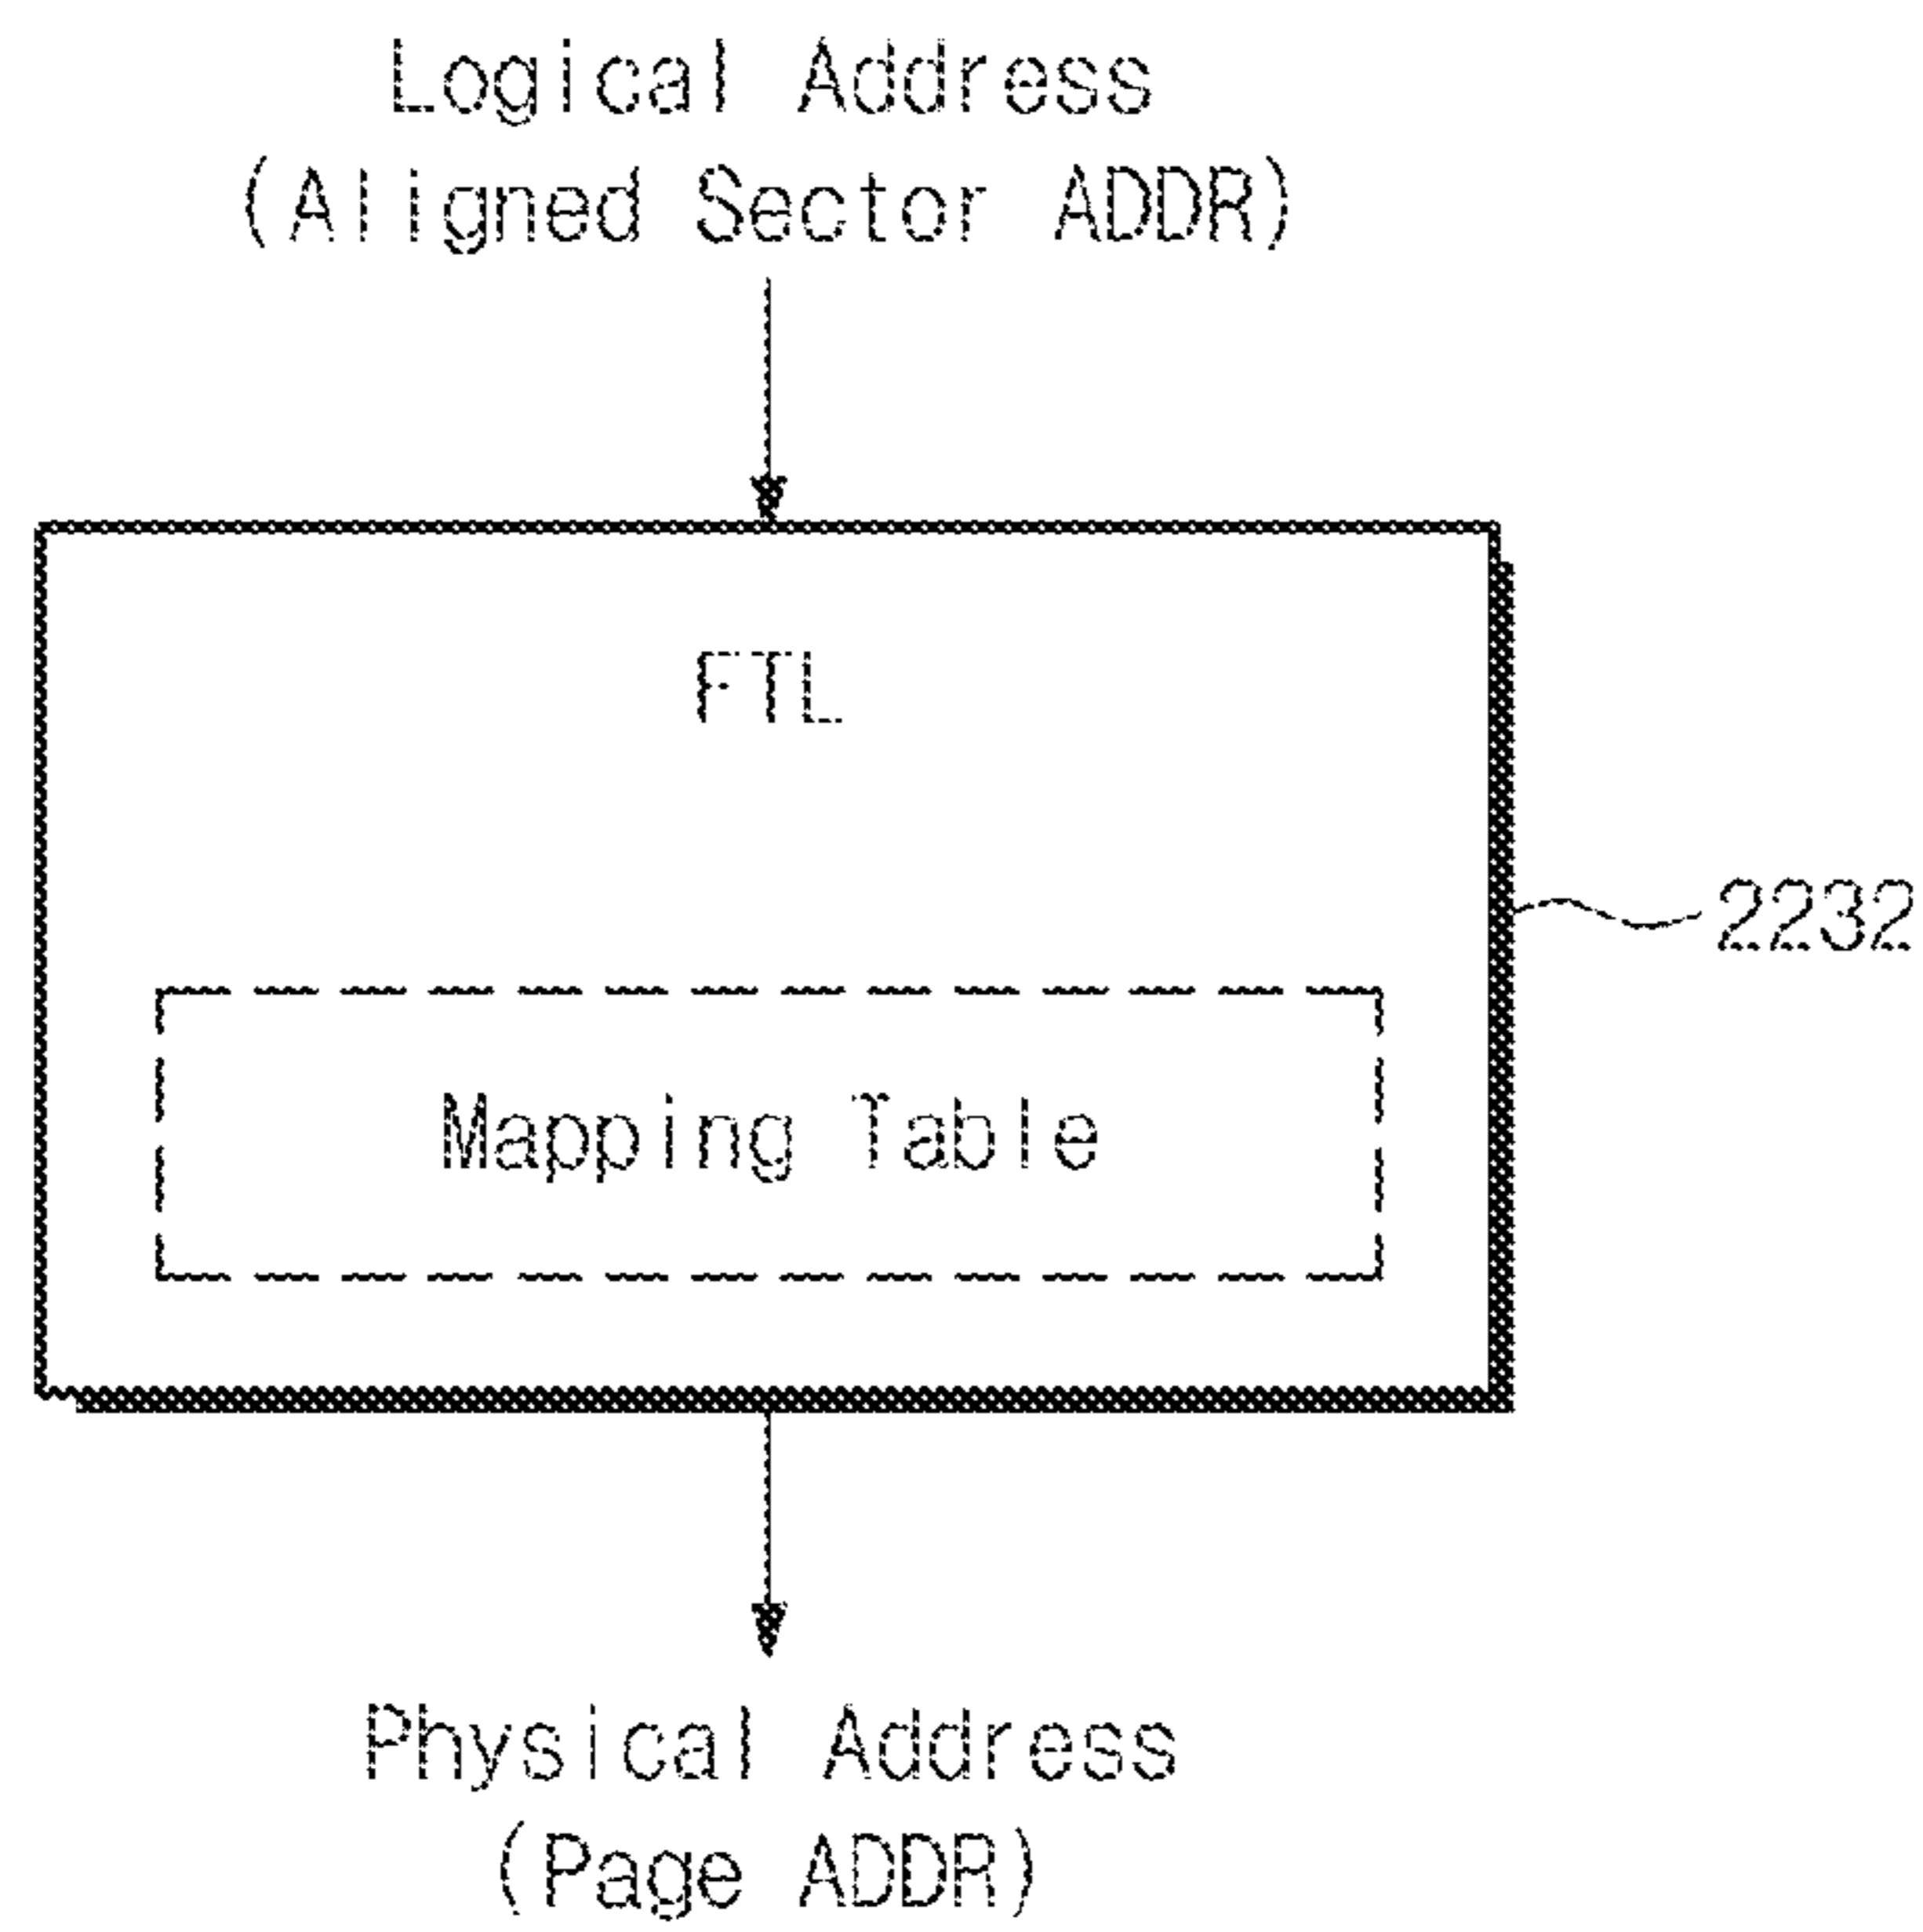 Logical Address
(Aligned Sector ADDR)
FTL
2232
Mapping Table
Physical Address
(Page ADDR)